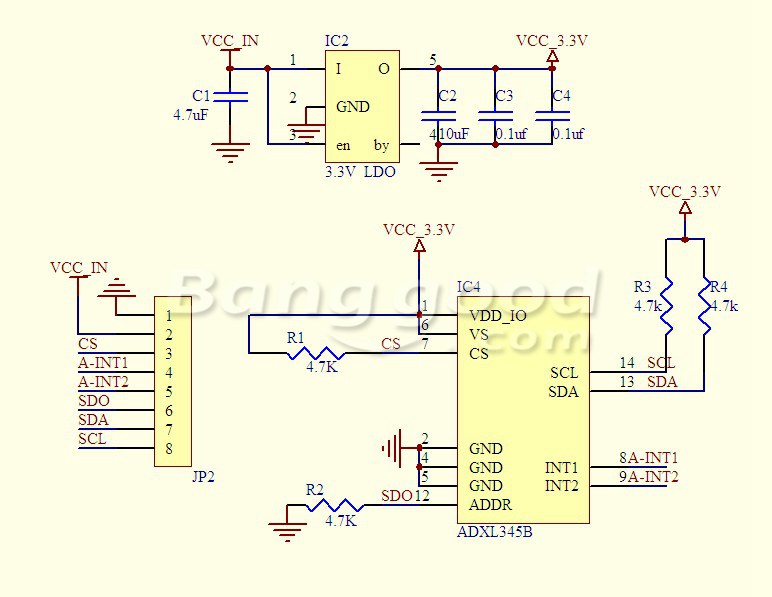 VCC_IN
IC2
VCC_3.3V
1
I
O
5
C1
4.7uF
2
GND
C2
C3
C4
3
en
by
4
10uF
0.1uf
0.1uf
3.3V LDO
VCC_3.3V
VCC_3.3V
VCC_IN
IC4
R3
4.7k
R4
4.7k
Banggood
.com
1
VDD_IO
6
VS
R1
4.7K
CS
7
CS
1
2
CS
3
A-INT1
4
A-INT2
5
SDO
6
SDA
7
SCL
8
JP2
SCL
14
SCL
SDA
13
SDA
2
GND
4
GND
5
GND
INT1
8
A-INT1
INT2
9
A-INT2
R2
4.7K
SDO
12
ADDR
ADXL345B